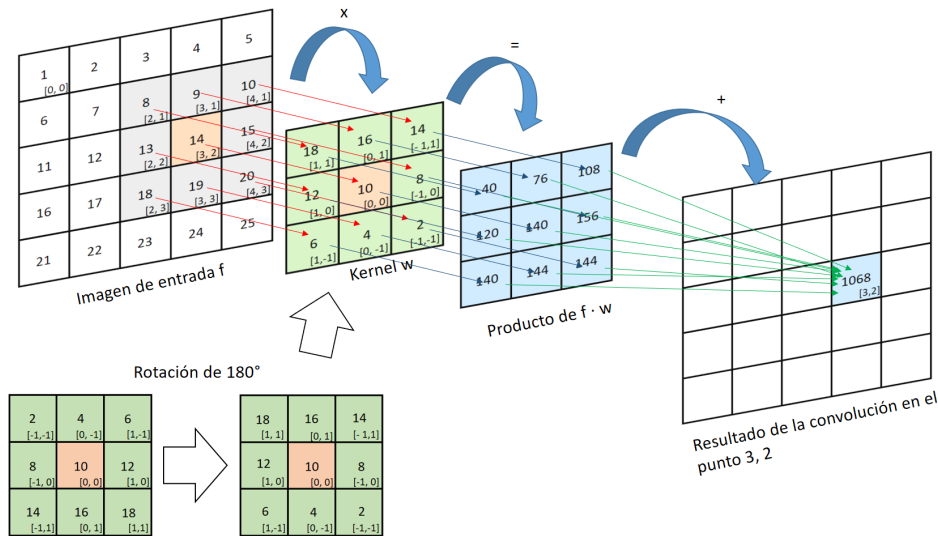 x
=
+
1 2 3 4 5
[0, 0]
6 7 8 9 10
[2, 1] [3, 1] [4, 1]
11 12 13 14 15
[2, 2] [3, 2] [4, 2]
16 17 18 19 20
[2, 3] [3, 3] [4, 3]
21 22 23 24 25
Imagen de entrada f
18 16 14
[1, 1] [0, 1] [- 1,1]
12 10 8
[1, 0] [0, 0] [-1, 0]
6 4 2
[1,-1] [0, -1] [-1,-1]
Kernel w
40 76 108
120 140 156
140 144 144
Producto de f · w
1068
[3,2]
Resultado de la convolución en el
punto 3, 2
Rotación de 180°
2 4 6
[-1,-1] [0, -1] [1,-1]
8 10 12
[-1, 0] [0, 0] [1, 0]
14 16 18
[-1,1] [0, 1] [1,1]
18 16 14
[1, 1] [0, 1] [- 1,1]
12 10 8
[1, 0] [0, 0] [-1, 0]
6 4 2
[1,-1] [0, -1] [-1,-1]